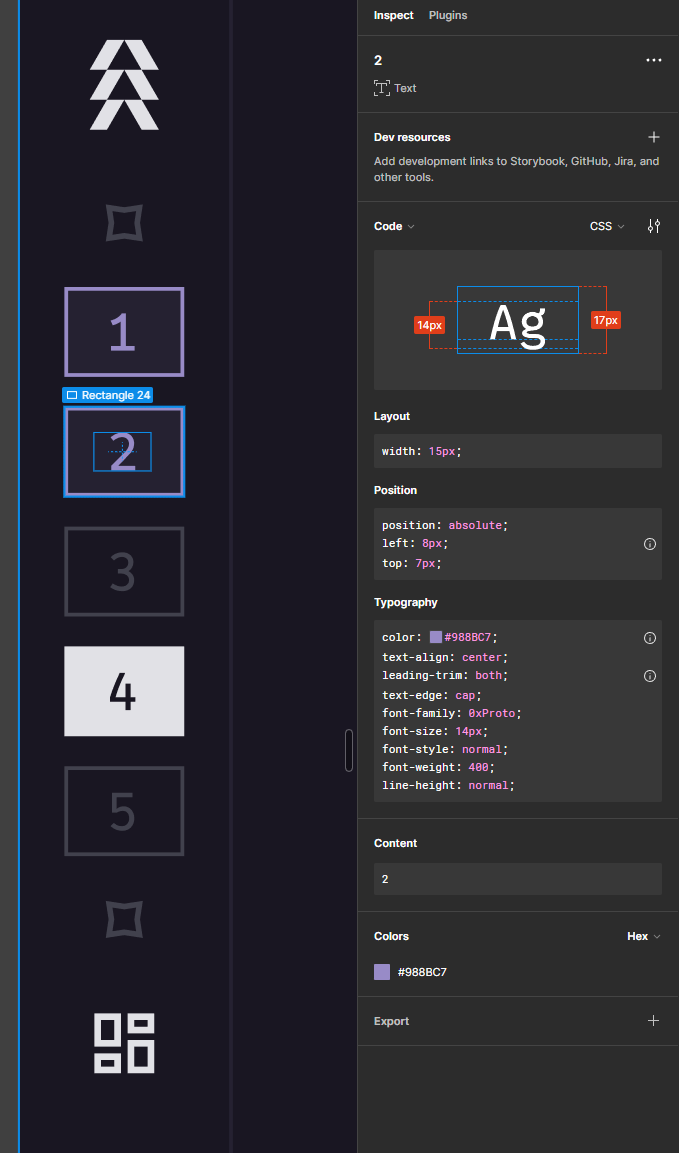 1
Rectangle 24
2
3
4
5
Inspect Plugins
2
Text
Dev resources
Add development links to Storybook, GitHub, Jira, and
other tools.
Code CSS
Ag
14px
17px
Layout
width: 15px;
Position
position: absolute;
left: 8px;
top: 7px;
Typography
color: #988BC7;
text-align: center;
leading-trim: both;
text-edge: cap;
font-family: 0xProto;
font-size: 14px;
font-style: normal;
font-weight: 400;
line-height: normal;
Content
2
Colors Hex
#988BC7
Export